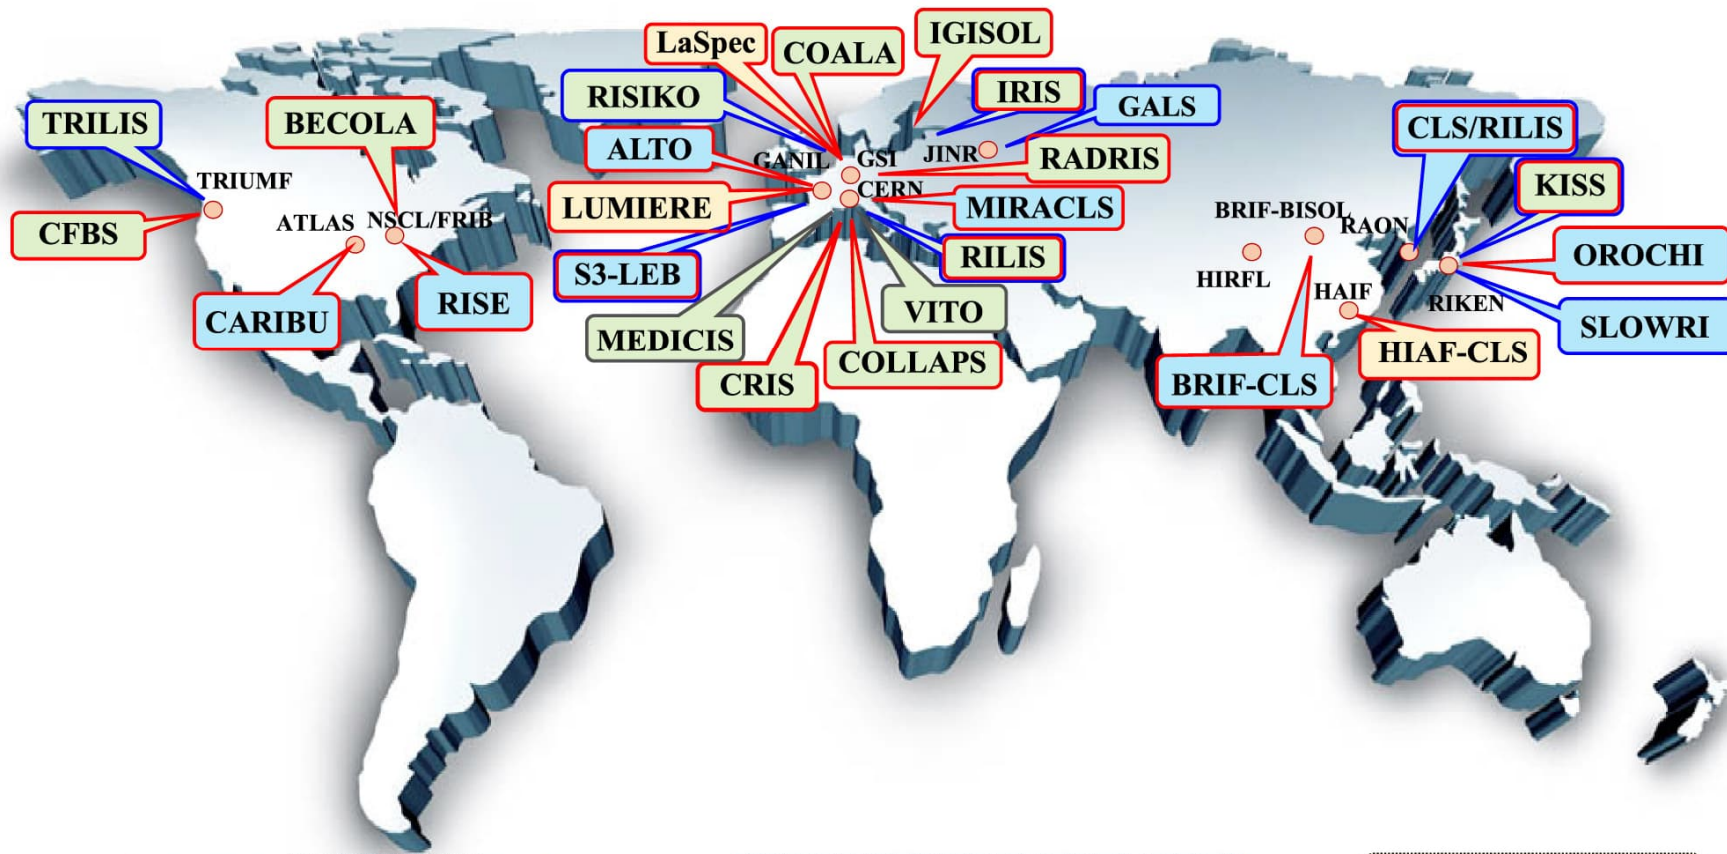 LaSpec
COALA
IGISOL
RISIKO
IRIS
GALS
TRILIS
BECOLA
ALTO
CLS/RILIS
GANIL
GSI
JINR
RADRIS
TRIUMF
CERN
KISS
LUMIERE
MIRACLS
CFBS
ATLAS
NSCL/FRIB
BRIF-BISOL
RAON
S3-LEB
RILIS
OROCHI
HIRFL
HAIF
RIKEN
CARIBU
RISE
VITO
SLOWRI
MEDICIS
COLLAPS
HIAF-CLS
CRIS
BRIF-CLS